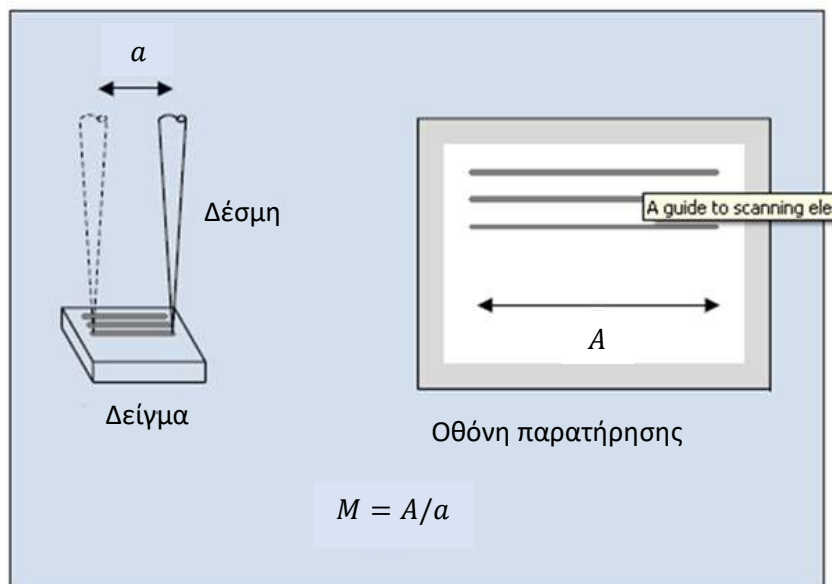 a
Δέσμη
A guide to scanning ele
A
Δείγμα
Οθόνη παρατήρησης
M = A/a